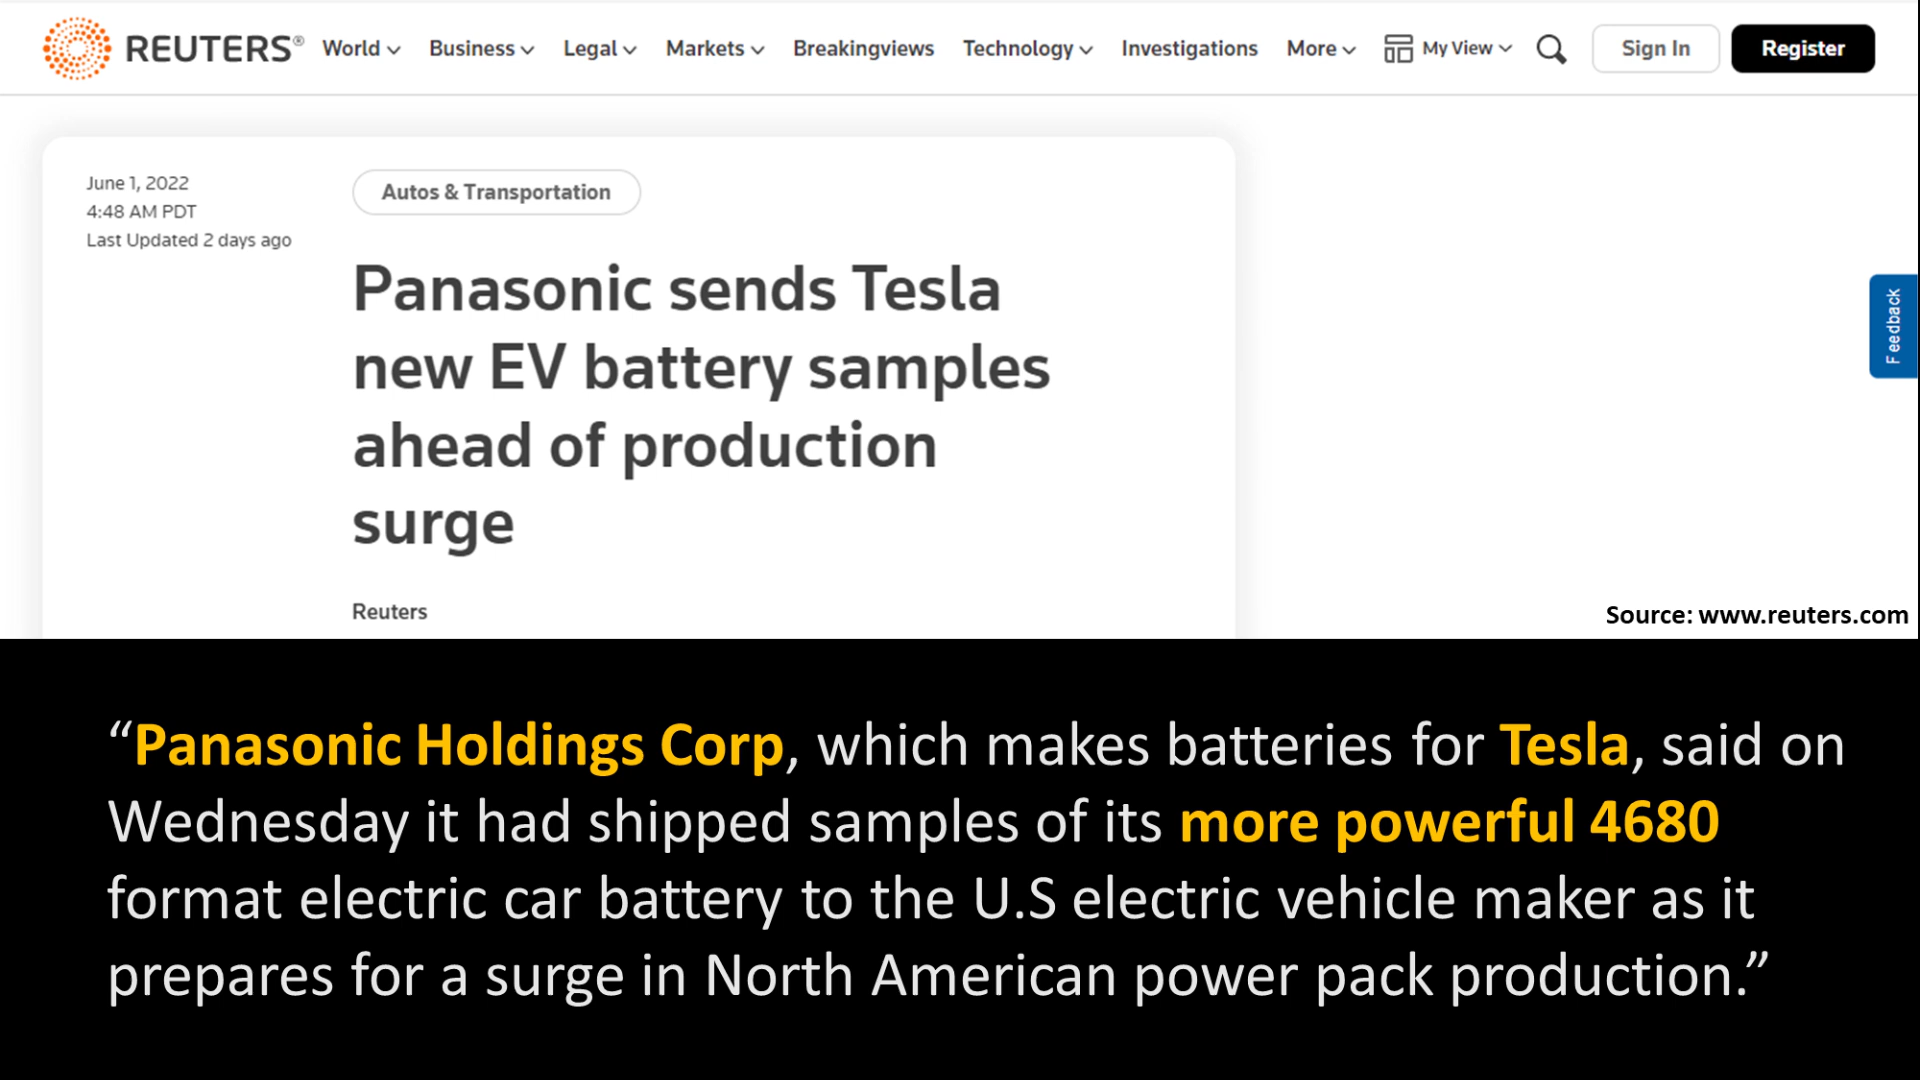 REUTERS® World Business Legal Markets Breakingviews Technology Investigations More My View Sign In Register
June 1, 2022
4:48 AM PDT
Last Updated 2 days ago
Autos & Transportation
Panasonic sends Tesla
new EV battery samples
ahead of production
surge
Reuters
Feedback
Source: www.reuters.com
“Panasonic Holdings Corp, which makes batteries for Tesla, said on
Wednesday it had shipped samples of its more powerful 4680
format electric car battery to the U.S electric vehicle maker as it
prepares for a surge in North American power pack production.”